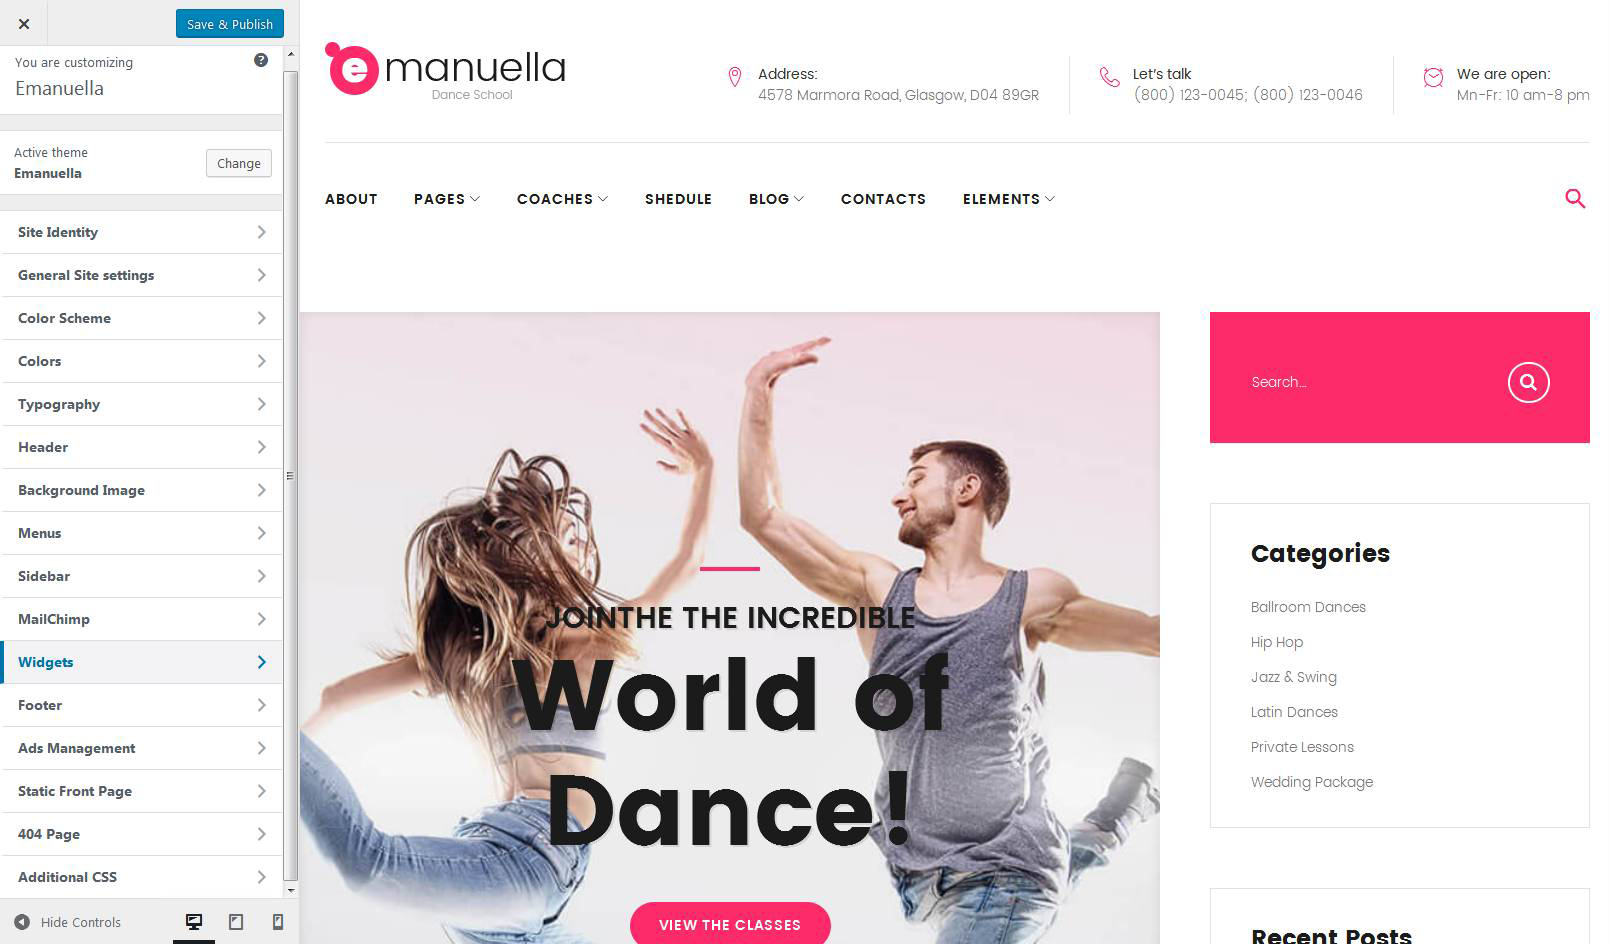 Save & Publish
You are customizing
Emanuella
Active theme
Emanuella
Change
Site Identity
General Site settings
Color Scheme
Colors
Typography
Header
Background Image
Menus
Sidebar
MailChimp
Widgets
Footer
Ads Management
Static Front Page
404 Page
Additional CSS
Hide Controls
emanuella
Dance School
Address:
4578 Marmora Road, Glasgow, D04 89GR
Let's talk
(800) 123-0045; (800) 123-0046
We are open:
Mn-Fr: 10 am-8 pm
ABOUT PAGES COACHES SHEDULE BLOG CONTACTS ELEMENTS
JOINTHE THE INCREDIBLE
World of
Dance!
VIEW THE CLASSES
Search...
Categories
Ballroom Dances
Hip Hop
Jazz & Swing
Latin Dances
Private Lessons
Wedding Package
Recent Posts